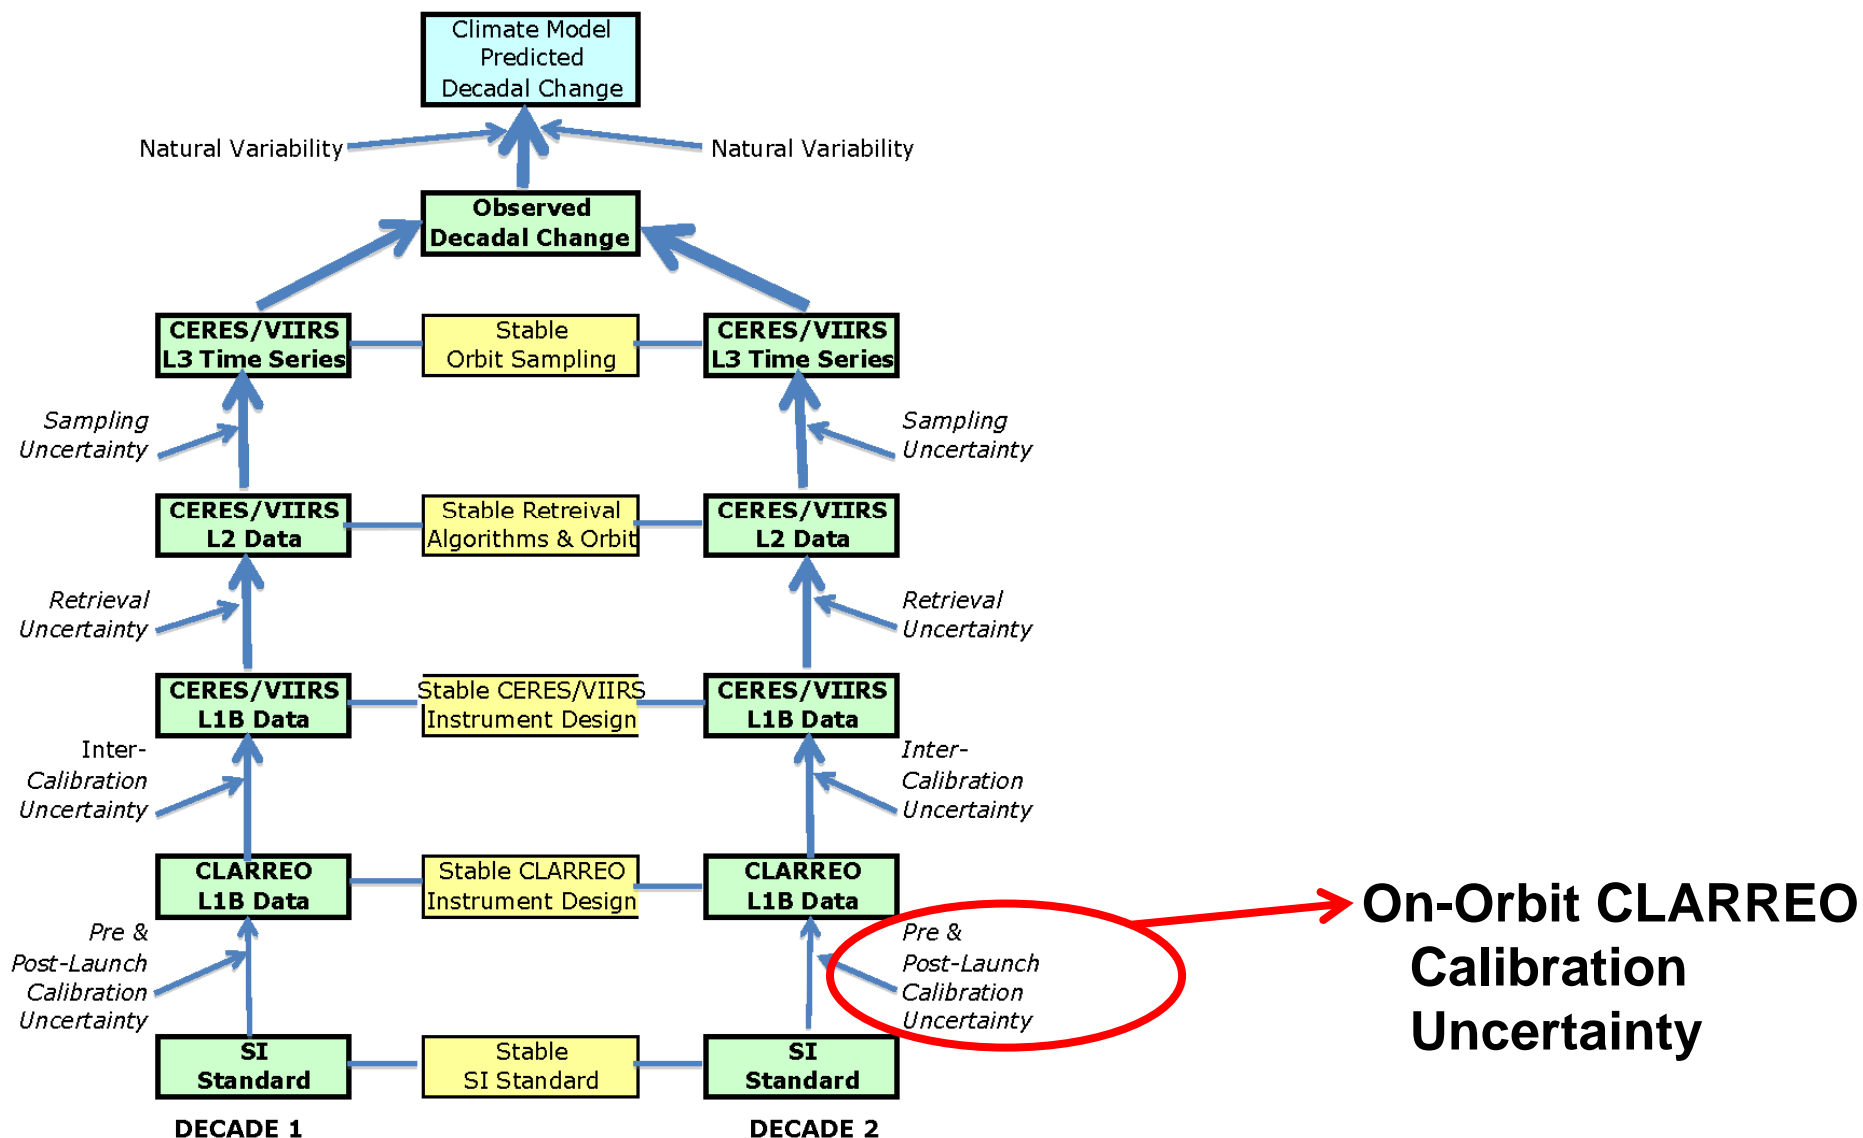 Climate Model
Predicted
Decadal Change
Natural Variability
Natural Variability
Observed
Decadal Change
CERES/VIIRS
L3 Time Series
Stable
Orbit Sampling
CERES/VIIRS
L3 Time Series
Sampling
Uncertainty
Sampling
Uncertainty
CERES/VIIRS
L2 Data
Stable Retreival
Algorithms & Orbit
CERES/VIIRS
L2 Data
Retrieval
Uncertainty
Retrieval
Uncertainty
CERES/VIIRS
L1B Data
Stable CERES/VIIRS
Instrument Design
CERES/VIIRS
L1B Data
Inter-
Calibration
Uncertainty
Inter-
Calibration
Uncertainty
CLARREO
L1B Data
Stable CLARREO
Instrument Design
CLARREO
L1B Data
Pre &
Post-Launch
Calibration
Uncertainty
Pre &
Post-Launch
Calibration
Uncertainty
On-Orbit CLARREO
Calibration
Uncertainty
SI
Standard
Stable
SI Standard
SI
Standard
DECADE 1
DECADE 2